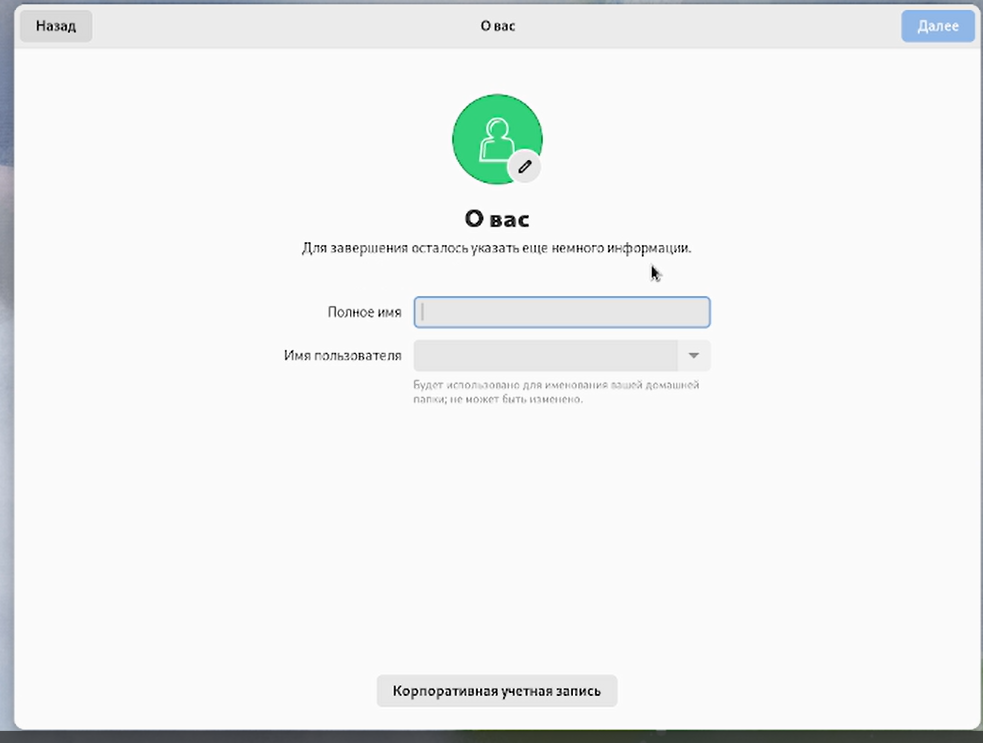 Назад
О вас
Далее
О вас
Для завершения осталось указать еще немного информации.
Полное имя
Имя пользователя
Будет использовано для именования вашей домашней
папки; не может быть изменено.
Корпоративная учетная запись